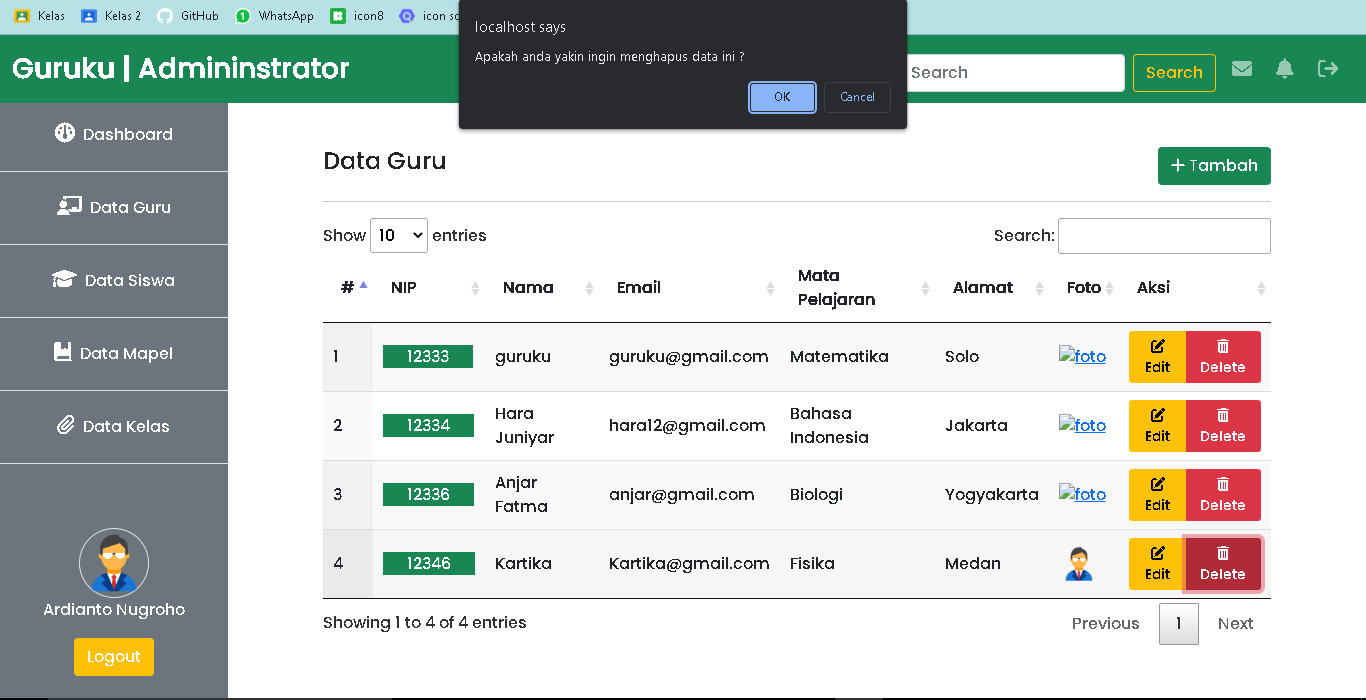 Kelas Kelas 2 GitHub WhatsApp icon8 icon sc
localhost says
Apakah anda yakin ingin menghapus data ini ?
OK Cancel
Guruku | Admininstrator
Search Search
Dashboard
Data Guru
Data Siswa
Data Mapel
Data Kelas
Ardianto Nugroho
Logout
Data Guru
+ Tambah
Show 10 entries Search:
# NIP Nama Email Mata Pelajaran Alamat Foto Aksi
1 12333 guruku guruku@gmail.com Matematika Solo foto Edit Delete
2 12334 Hara Juniyar hara12@gmail.com Bahasa Indonesia Jakarta foto Edit Delete
3 12336 Anjar Fatma anjar@gmail.com Biologi Yogyakarta foto Edit Delete
4 12346 Kartika Kartika@gmail.com Fisika Medan Edit Delete
Showing 1 to 4 of 4 entries Previous 1 Next